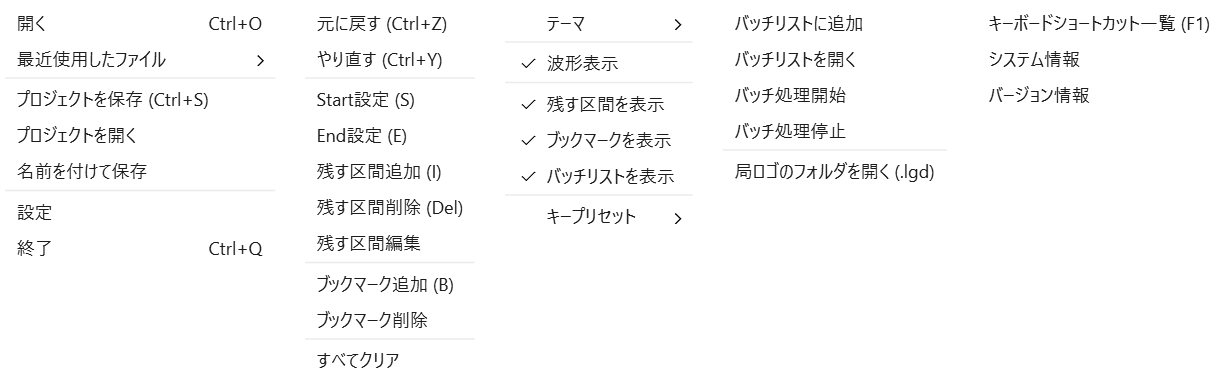 開く Ctrl+O
最近使用したファイル
プロジェクトを保存 (Ctrl+S)
プロジェクトを開く
名前を付けて保存
設定
終了 Ctrl+Q
元に戻す (Ctrl+Z)
やり直す (Ctrl+Y)
Start設定 (S)
End設定 (E)
残す区間追加 (I)
残す区間削除 (Del)
残す区間編集
ブックマーク追加 (B)
ブックマーク削除
すべてクリア
テーマ
波形表示
残す区間を表示
ブックマークを表示
バッチリストを表示
キープリセット
バッチリストに追加
バッチリストを開く
バッチ処理開始
バッチ処理停止
局ロゴのフォルダを開く (.lgd)
キーボードショートカット一覧 (F1)
システム情報
バージョン情報